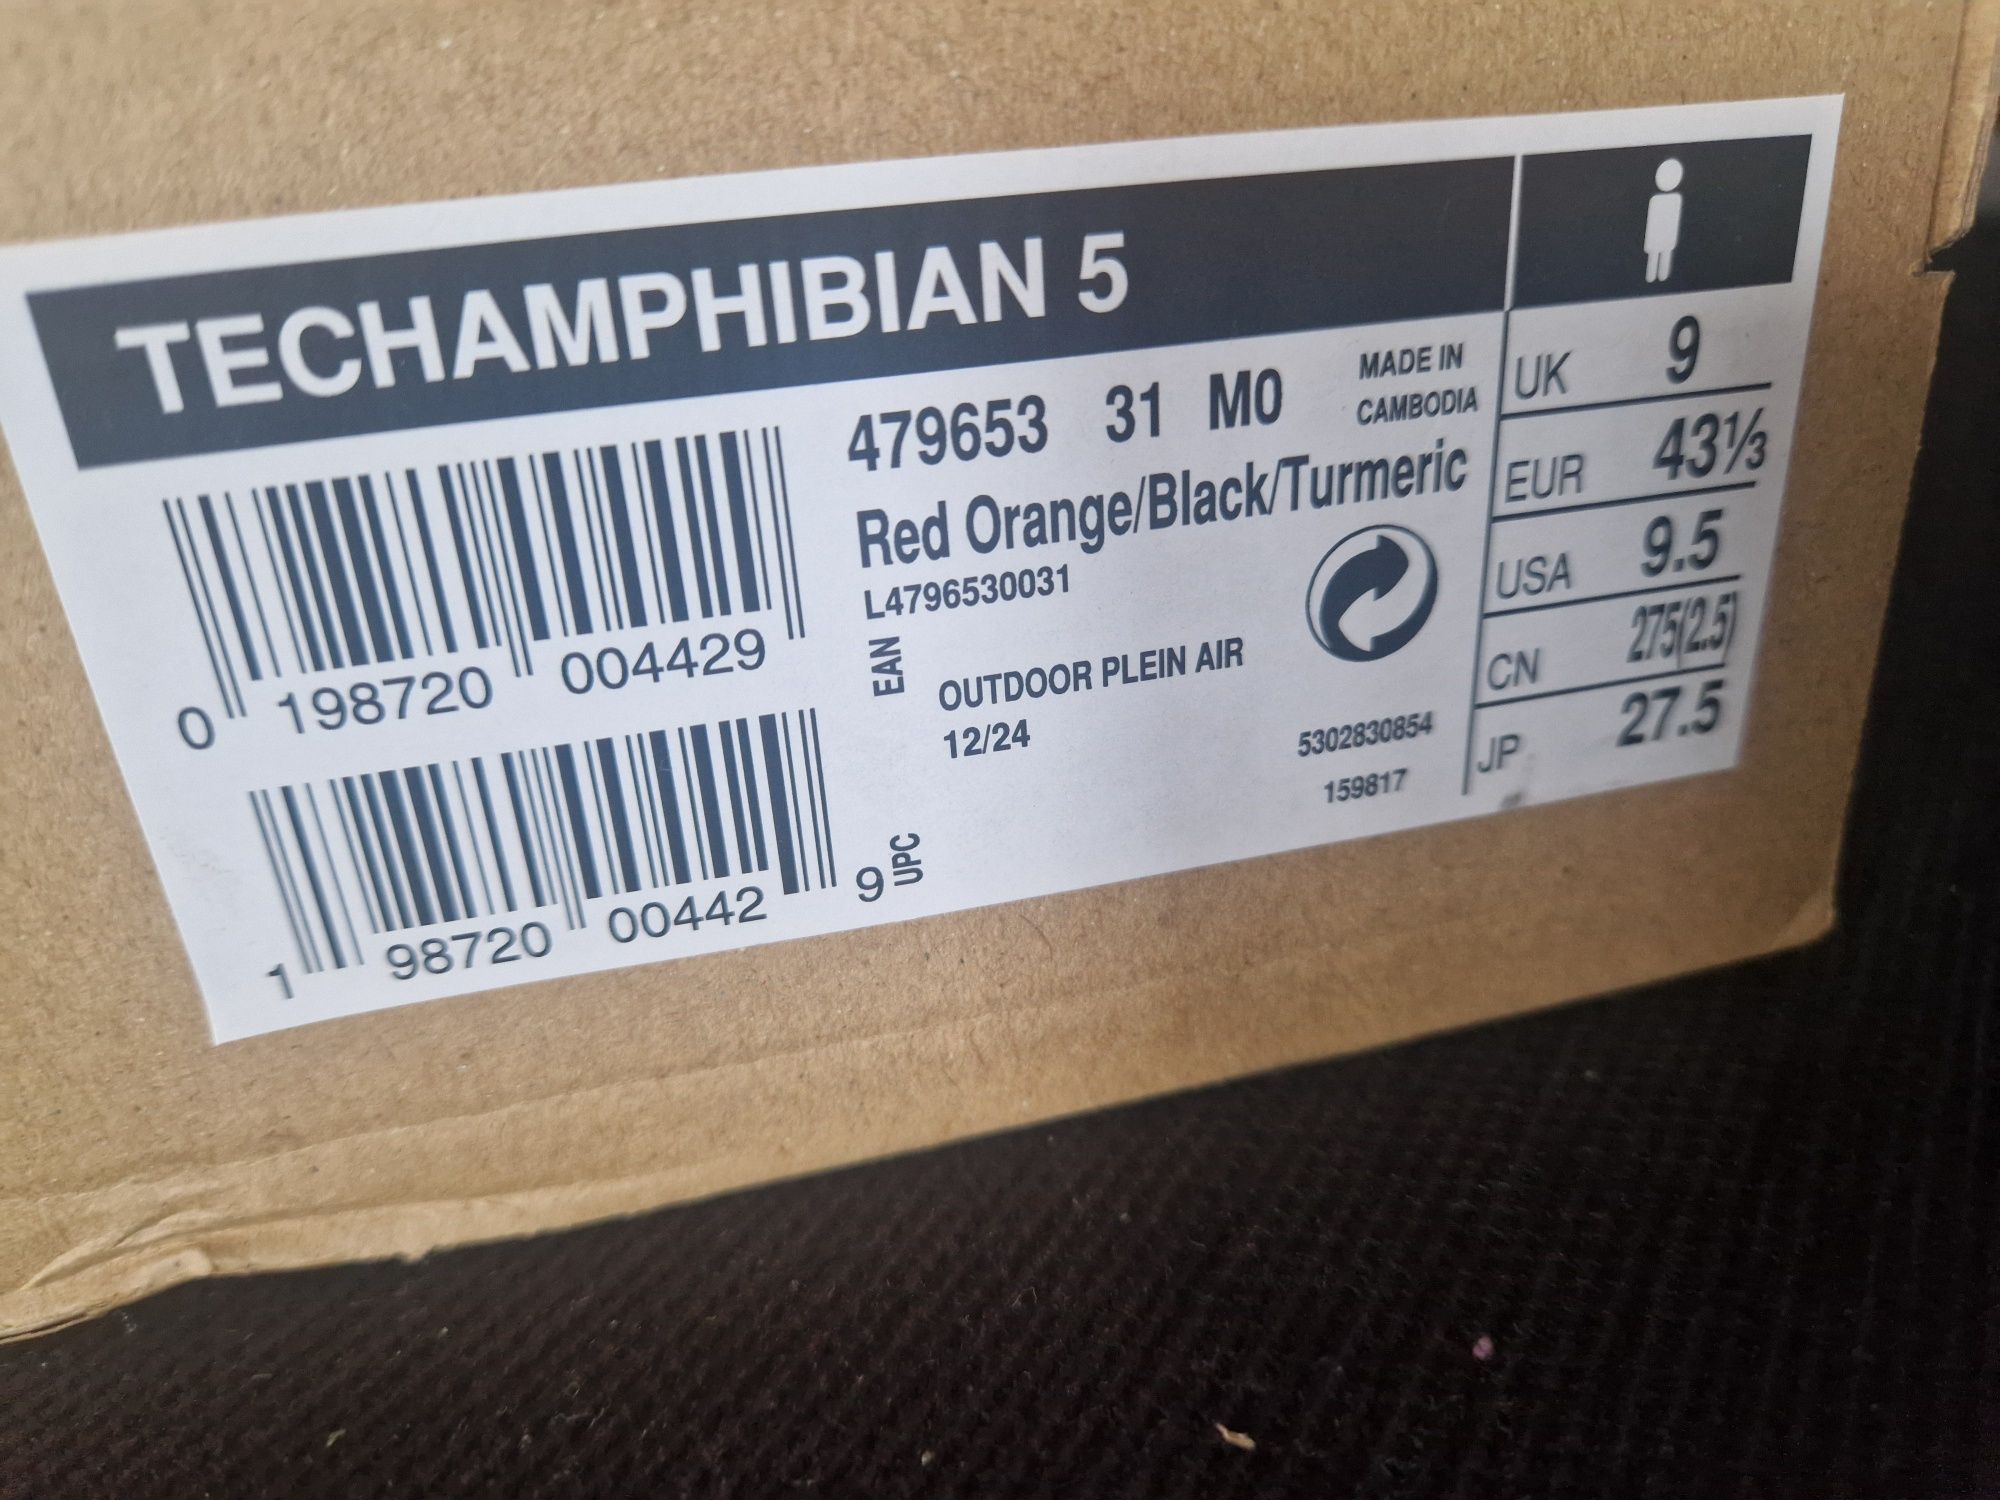 TECHAMPHIBIAN 5
479653 31 M0
MADE IN
CAMBODIA
Red Orange/Black/Turmeric
L4796530031
0 198720 004429
EAN
OUTDOOR PLEIN AIR
12/24
5302830854
159817
1 98720 00442 9
UPC
UK 9
EUR 43⅓
USA 9.5
CN 275(2.5)
JP 27.5